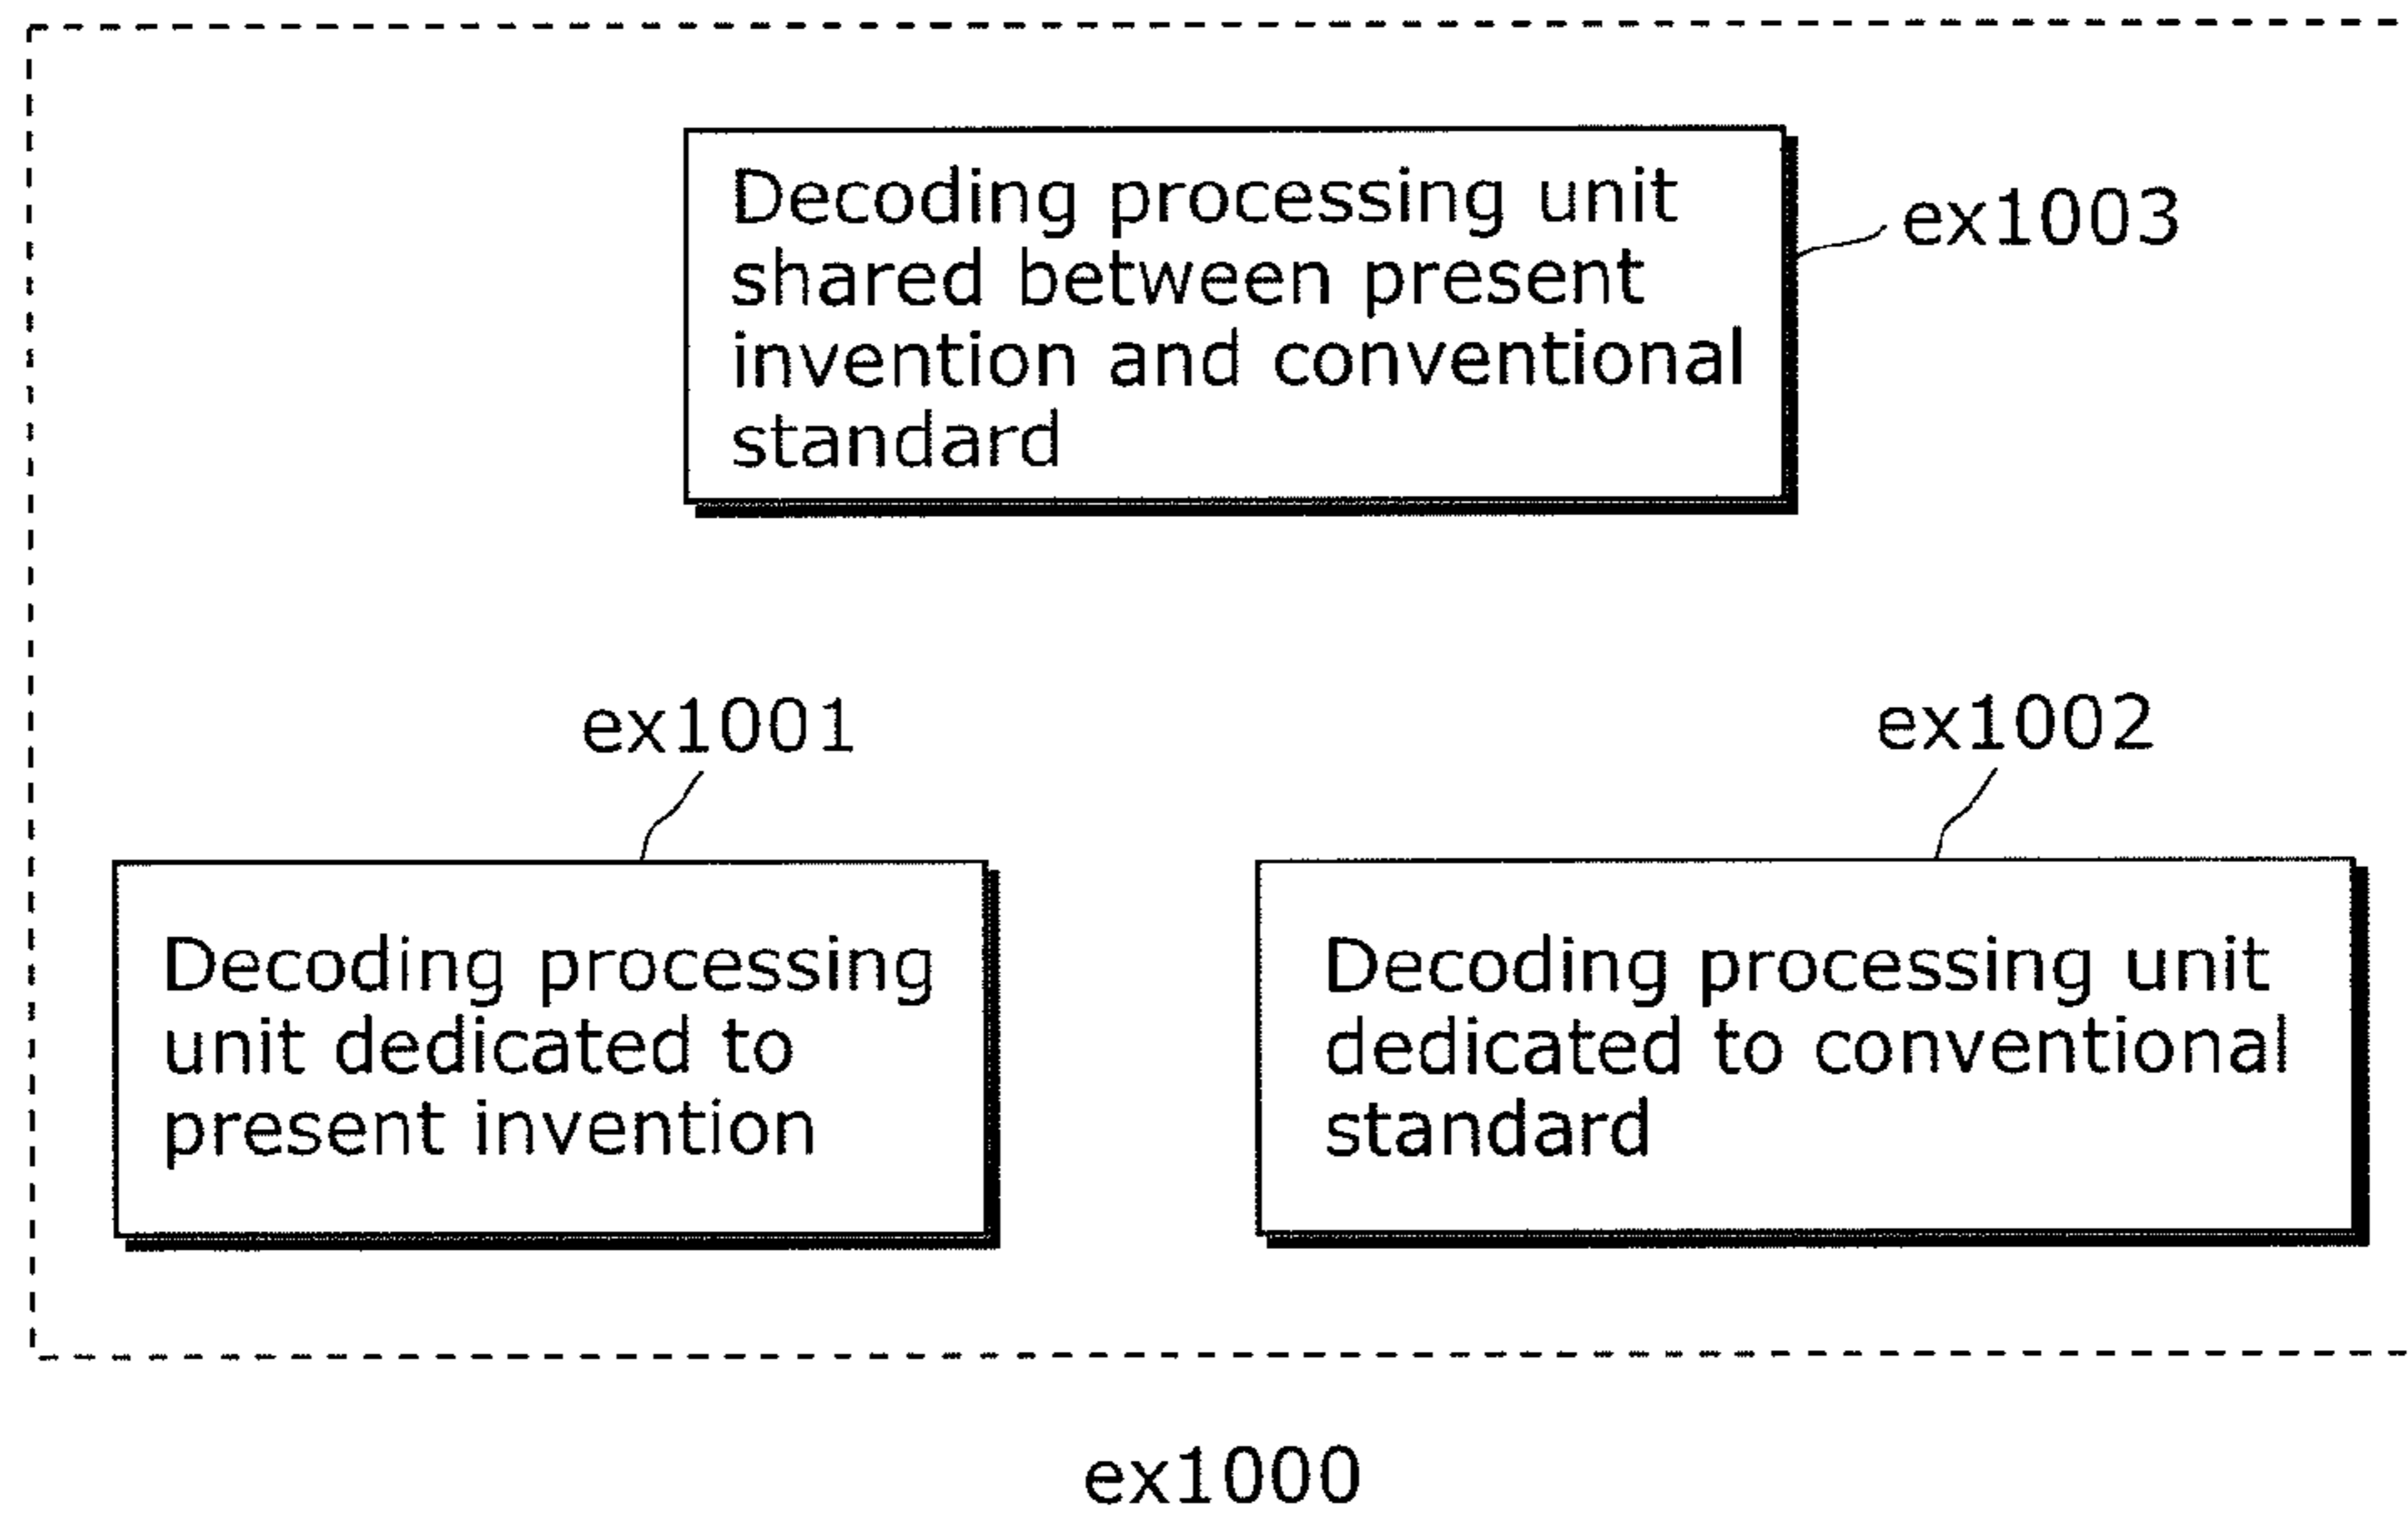 Decoding processing unit
shared between present
invention and conventional
standard
ex1003
ex1001
ex1002
Decoding processing
unit dedicated to
present invention
Decoding processing unit
dedicated to conventional
standard
ex1000